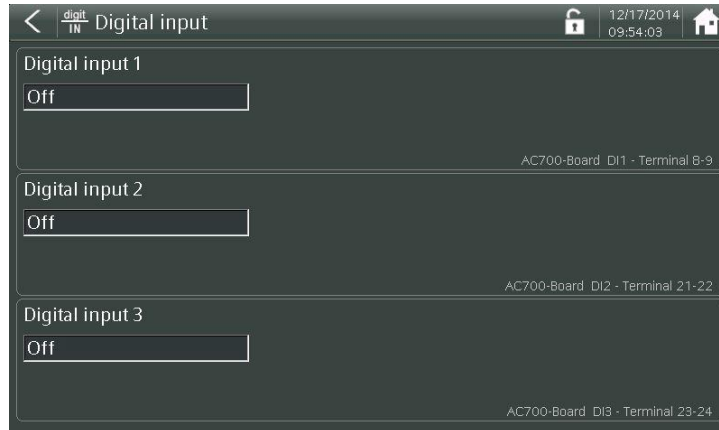 digit
IN
Digital input
12/17/2014
09:54:03
Digital input 1
Off
AC700-Board DI1 - Terminal 8-9
Digital input 2
Off
AC700-Board DI2 - Terminal 21-22
Digital input 3
Off
AC700-Board DI3 - Terminal 23-24